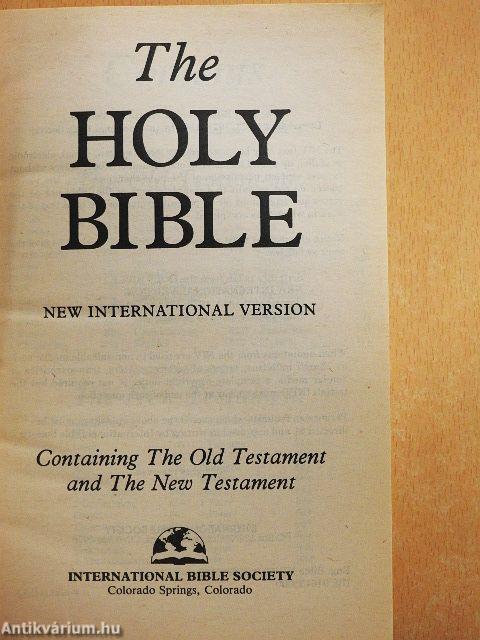 The
HOLY
BIBLE
NEW INTERNATIONAL VERSION
Containing The Old Testament
and The New Testament
INTERNATIONAL BIBLE SOCIETY
Colorado Springs, Colorado
Antikvárium.hu